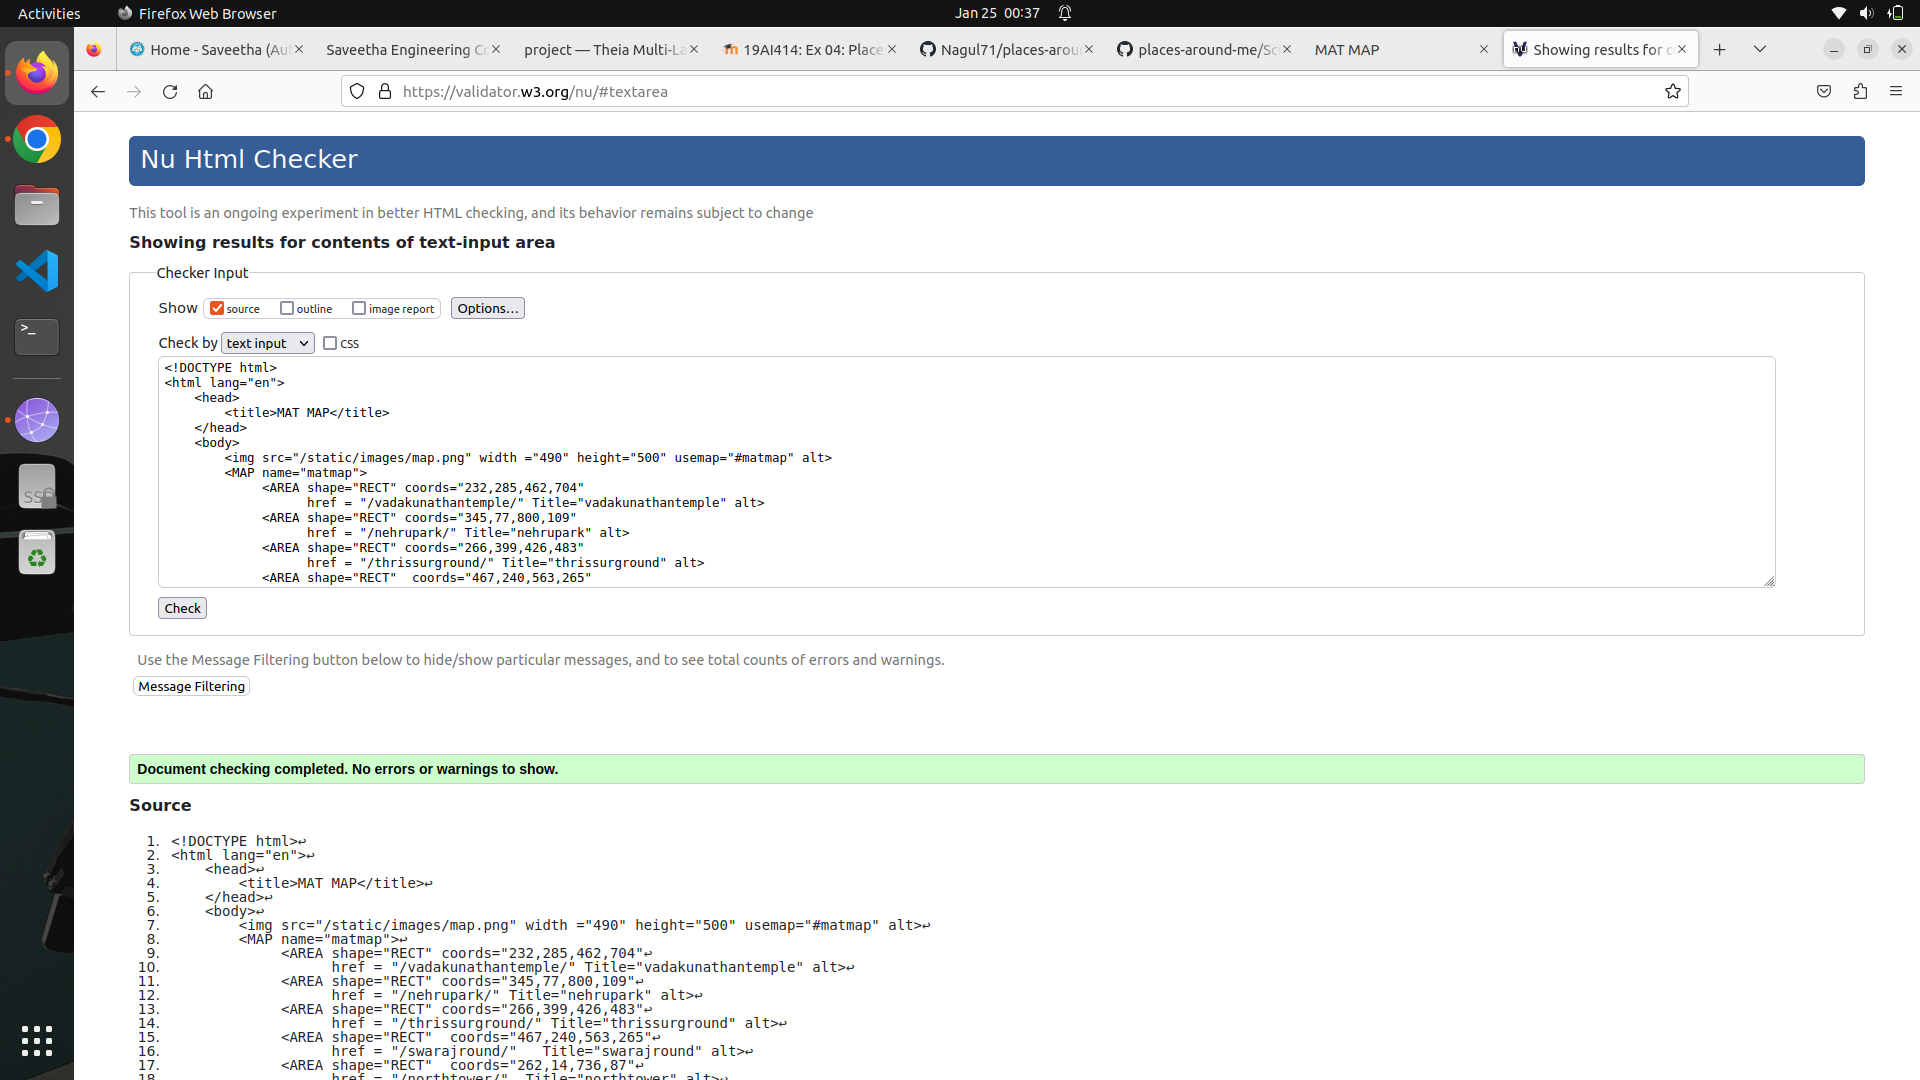 Activities
Firefox Web Browser
Jan 25 00:37
Home - Saveetha (Aut
Saveetha Engineering Co
project — Theia Multi-La
19AI414: Ex 04: Place
Nagul71/places-arou
places-around-me/Sc
MAT MAP
Showing results for c
https://validator.w3.org/nu/#textarea
Nu Html Checker
This tool is an ongoing experiment in better HTML checking, and its behavior remains subject to change
Showing results for contents of text-input area
Checker Input
Show source outline image report Options...
Check by text input css
<!DOCTYPE html>
<html lang="en">
    <head>
        <title>MAT MAP</title>
    </head>
    <body>
        <img src="/static/images/map.png" width ="490" height="500" usemap="#matmap" alt>
        <MAP name="matmap">
             <AREA shape="RECT" coords="232,285,462,704"
                   href = "/vadakunathantemple/" Title="vadakunathantemple" alt>
             <AREA shape="RECT" coords="345,77,800,109"
                   href = "/nehrupark/" Title="nehrupark" alt>
             <AREA shape="RECT" coords="266,399,426,483"
                   href = "/thrissurground/" Title="thrissurground" alt>
             <AREA shape="RECT"  coords="467,240,563,265"
Check
Use the Message Filtering button below to hide/show particular messages, and to see total counts of errors and warnings.
Message Filtering
Document checking completed. No errors or warnings to show.
Source
1. <!DOCTYPE html>↩
2. <html lang="en">↩
3.     <head>↩
4.         <title>MAT MAP</title>↩
5.     </head>↩
6.     <body>↩
7.         <img src="/static/images/map.png" width ="490" height="500" usemap="#matmap" alt>↩
8.         <MAP name="matmap">↩
9.              <AREA shape="RECT" coords="232,285,462,704"↩
10.                    href = "/vadakunathantemple/" Title="vadakunathantemple" alt>↩
11.              <AREA shape="RECT" coords="345,77,800,109"↩
12.                    href = "/nehrupark/" Title="nehrupark" alt>↩
13.              <AREA shape="RECT" coords="266,399,426,483"↩
14.                    href = "/thrissurground/" Title="thrissurground" alt>↩
15.              <AREA shape="RECT"  coords="467,240,563,265"↩
16.                    href = "/swarajround/"   Title="swarajround" alt>↩
17.              <AREA shape="RECT"  coords="262,14,736,87"↩
18.                    href = "/northtower/"  Title="northtower" alt>↩